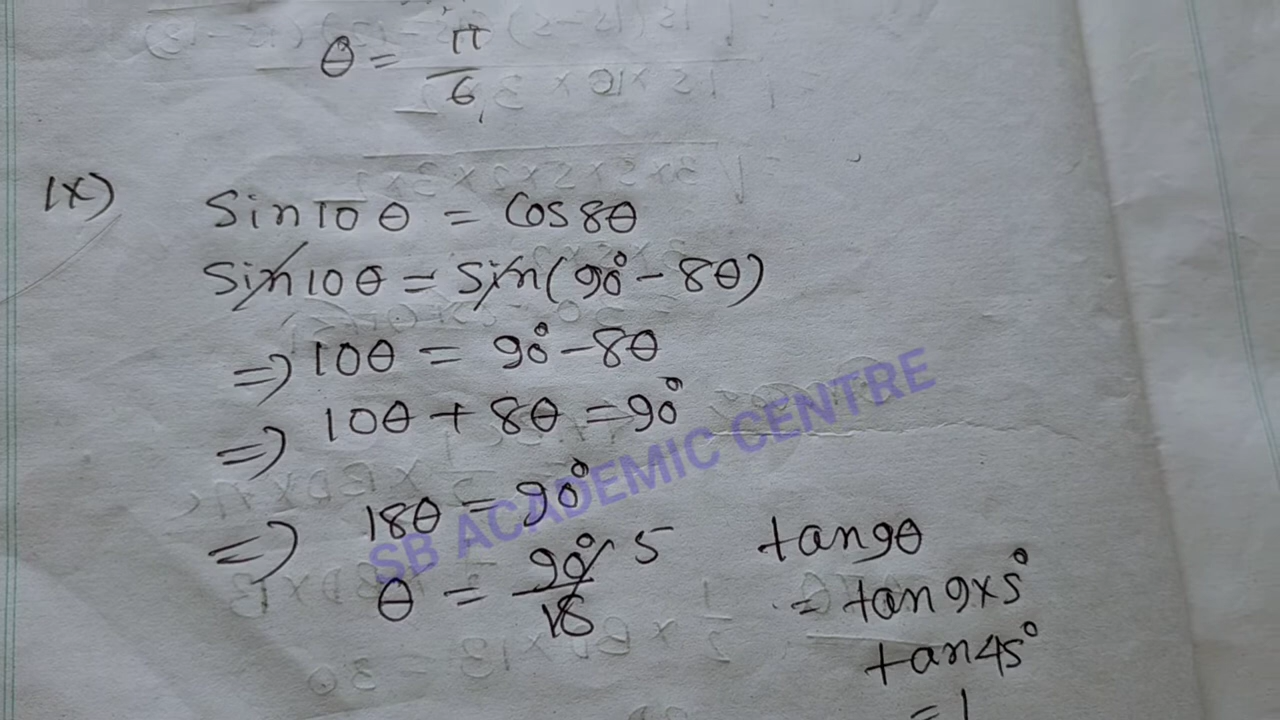 θ = π/6
ix)
Sin10θ = Cos8θ
Sin10θ = Sin(90° - 8θ)
=> 10θ = 90° - 8θ
=> 10θ + 8θ = 90°
=> 18θ = 90°
θ = 90°/18 5
tan9θ
= tan9×5°
tan45°
= 1
SB ACADEMIC CENTRE